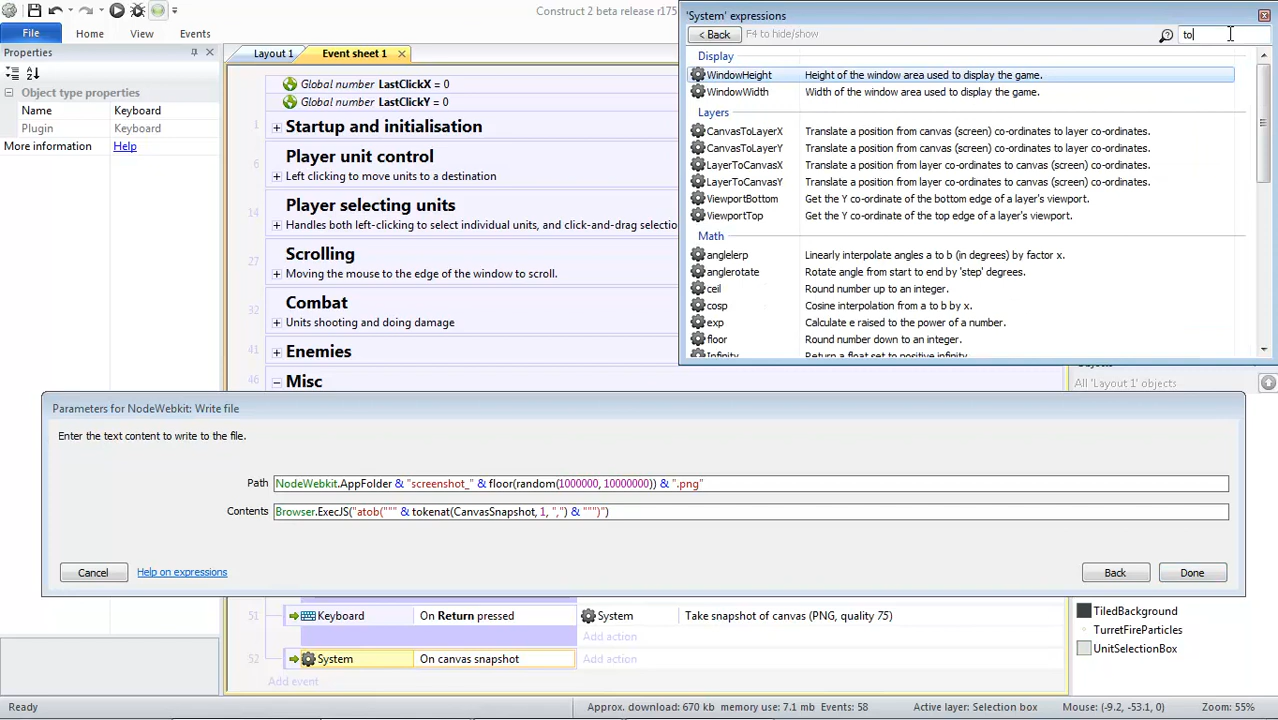 Construct 2 beta release r175
'System' expressions
< Back
F4 to hide/show
to
File
Home
View
Events
Properties
Object type properties
Name
Keyboard
Plugin
Keyboard
More information
Help
Layout 1
Event sheet 1
Global number LastClickX = 0
Global number LastClickY = 0
1
Startup and initialisation
6
Player unit control
Left clicking to move units to a destination
14
Player selecting units
Handles both left-clicking to select individual units, and click-and-drag selection
27
Scrolling
Moving the mouse to the edge of the window to scroll.
32
Combat
Units shooting and doing damage
41
Enemies
46
Misc
Display
WindowHeight
Height of the window area used to display the game.
WindowWidth
Width of the window area used to display the game.
Layers
CanvasToLayerX
Translate a position from canvas (screen) co-ordinates to layer co-ordinates.
CanvasToLayerY
Translate a position from canvas (screen) co-ordinates to layer co-ordinates.
LayerToCanvasX
Translate a position from layer co-ordinates to canvas (screen) co-ordinates.
LayerToCanvasY
Translate a position from layer co-ordinates to canvas (screen) co-ordinates.
ViewportBottom
Get the Y co-ordinate of the bottom edge of a layer's viewport.
ViewportTop
Get the Y co-ordinate of the top edge of a layer's viewport.
Math
anglelerp
Linearly interpolate angles a to b (in degrees) by factor x.
anglerotate
Rotate angle from start to end by 'step' degrees.
ceil
Round number up to an integer.
cosp
Cosine interpolation from a to b by x.
exp
Calculate e raised to the power of a number.
floor
Round number down to an integer.
Infinity
Return a float set to positive infinity.
All 'Layout 1' objects
Parameters for NodeWebkit: Write file
Enter the text content to write to the file.
Path
NodeWebkit.AppFolder & "screenshot_" & floor(random(1000000, 10000000)) & ".png"
Contents
Browser.ExecJS("atob(""" & tokenat(CanvasSnapshot, 1, ",") & """)")
Cancel
Help on expressions
Back
Done
51
Keyboard
On Return pressed
System
Take snapshot of canvas (PNG, quality 75)
Add action
52
System
On canvas snapshot
Add action
Add event
TiledBackground
TurretFireParticles
UnitSelectionBox
Ready
Approx. download: 670 kb
memory use: 7.1 mb
Events: 58
Active layer: Selection box
Mouse: (-9.2, -53.1, 0)
Zoom: 55%